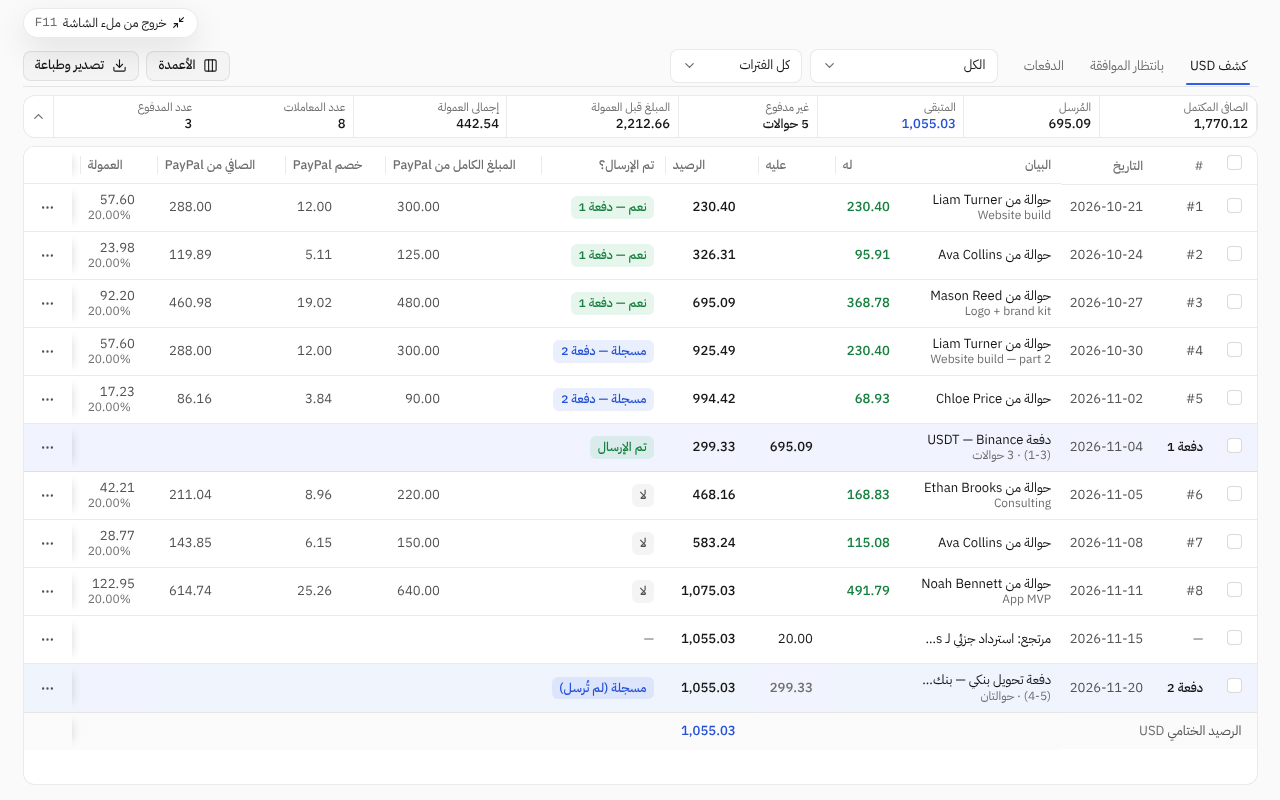 خروج من ملء الشاشة F11
كشف USD
بانتظار الموافقة
الدفعات
الكل
كل الفترات
الأعمدة
تصدير وطباعة
الصافي المكتمل
1,770.12
المُرسل
695.09
المتبقي
1,055.03
غير مدفوع
5 حوالات
المبلغ قبل العمولة
2,212.66
إجمالي العمولة
442.54
عدد المعاملات
8
عدد المدفوع
3
# التاريخ البيان له عليه الرصيد تم الإرسال؟ المبلغ الكامل من PayPal خصم PayPal الصافي من PayPal العمولة
#1 2026-10-21 حوالة من Liam Turner 230.40 230.40 نعم — دفعة 1 300.00 12.00 288.00 57.60
Website build 20.00%
#2 2026-10-24 حوالة من Ava Collins 95.91 326.31 نعم — دفعة 1 125.00 5.11 119.89 23.98
20.00%
#3 2026-10-27 حوالة من Mason Reed 368.78 695.09 نعم — دفعة 1 480.00 19.02 460.98 92.20
Logo + brand kit 20.00%
#4 2026-10-30 حوالة من Liam Turner 230.40 925.49 مسجلة — دفعة 2 300.00 12.00 288.00 57.60
Website build — part 2 20.00%
#5 2026-11-02 حوالة من Chloe Price 68.93 994.42 مسجلة — دفعة 2 90.00 3.84 86.16 17.23
20.00%
دفعة 1 2026-11-04 دفعة USDT — Binance 695.09 299.33 تم الإرسال
(1-3) · 3 حوالات
#6 2026-11-05 حوالة من Ethan Brooks 168.83 468.16 لا 220.00 8.96 211.04 42.21
Consulting 20.00%
#7 2026-11-08 حوالة من Ava Collins 115.08 583.24 لا 150.00 6.15 143.85 28.77
20.00%
#8 2026-11-11 حوالة من Noah Bennett 491.79 1,075.03 لا 640.00 25.26 614.74 122.95
App MVP 20.00%
— 2026-11-15 مرتجع: استرداد جزئي لـ s... 20.00 1,055.03 —
دفعة 2 2026-11-20 دفعة تحويل بنكي — بنك... 299.33 1,055.03 مسجلة (لم تُرسل)
(4-5) · حوالتان
الرصيد الختامي USD 1,055.03